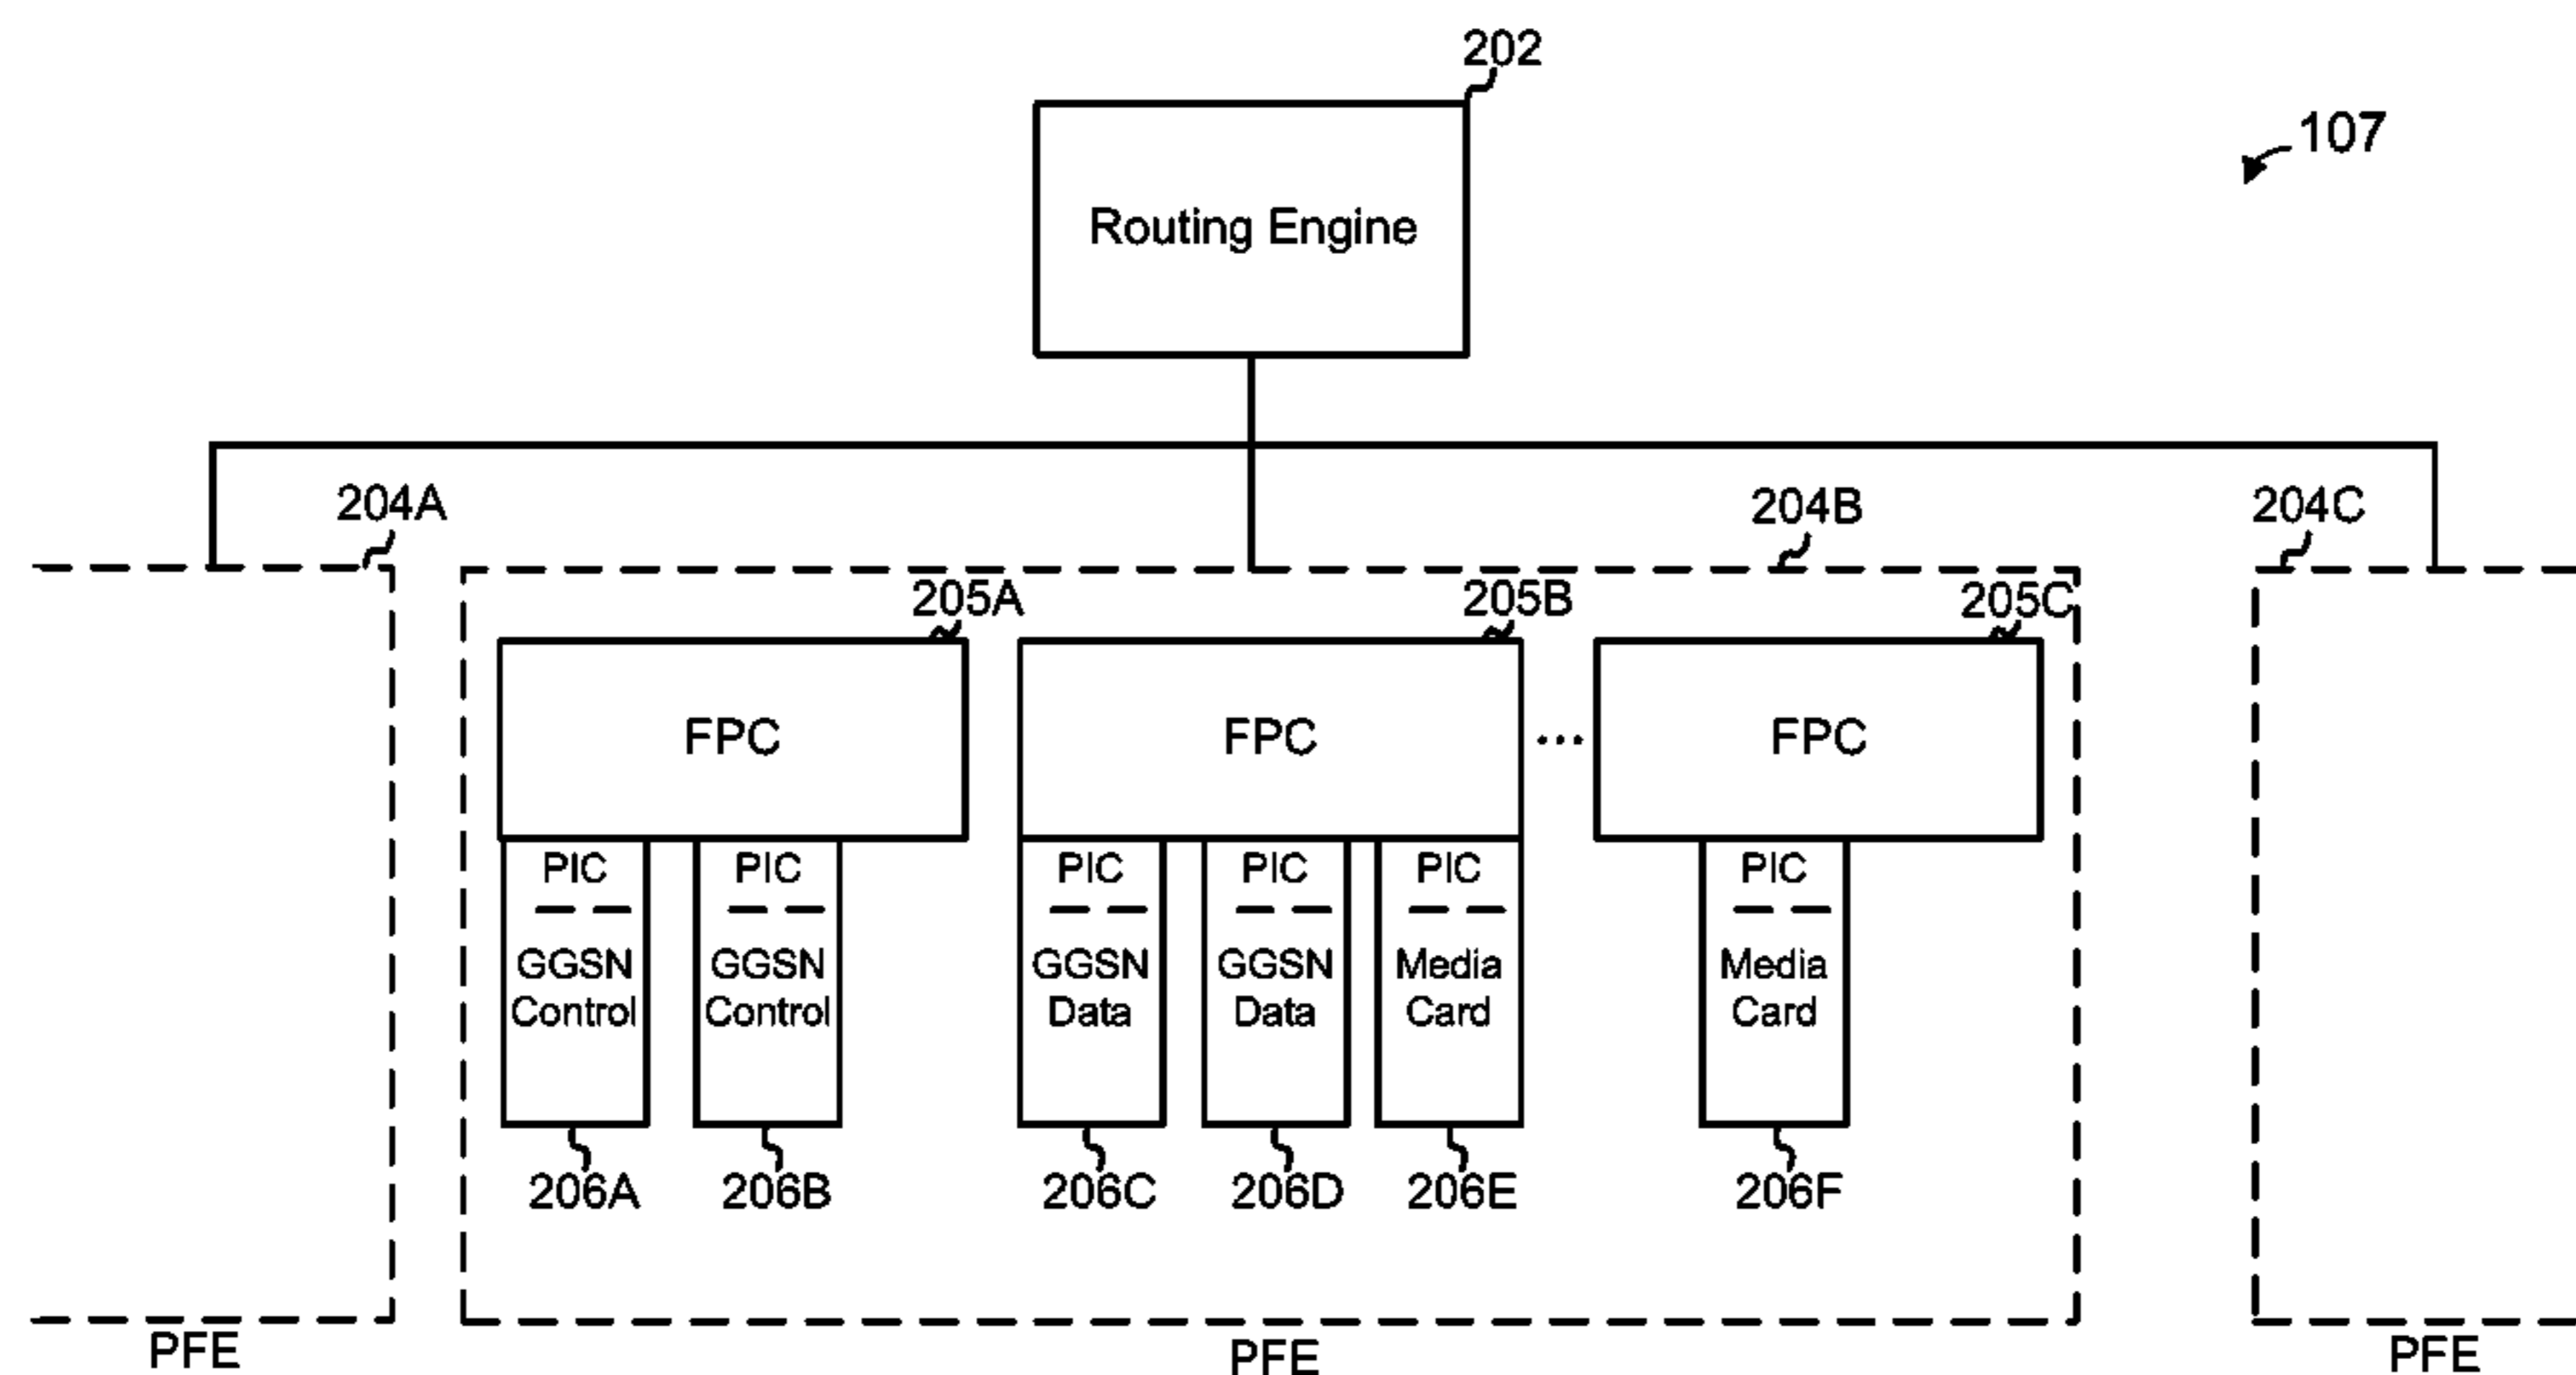 202
107
Routing Engine
204A
204B
204C
205A
205B
205C
FPC
FPC
...
FPC
PIC
GGSN
Control
PIC
GGSN
Control
PIC
GGSN
Data
PIC
GGSN
Data
PIC
Media
Card
PIC
Media
Card
206A
206B
206C
206D
206E
206F
PFE
PFE
PFE